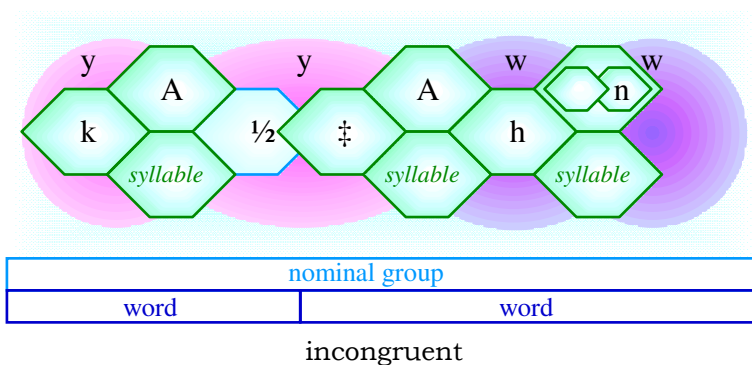 y y w w
A A
n
k ½ ‡ h
syllable syllable syllable
nominal group
word word
incongruent